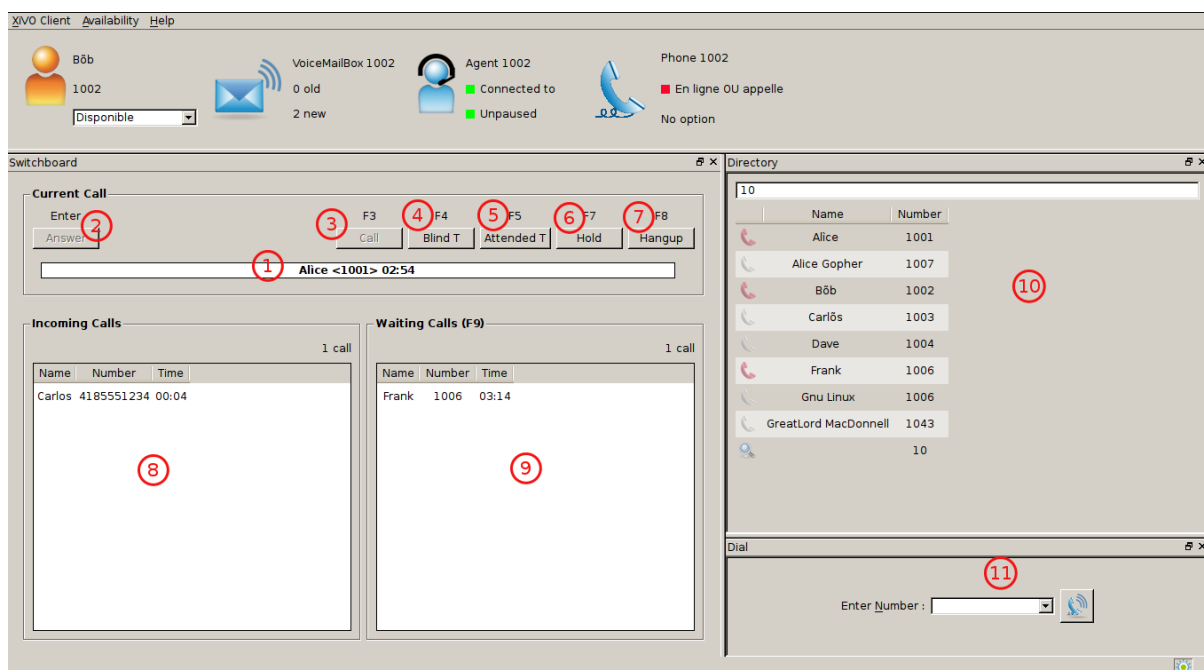 XiVO Client Availability Help
Bõb
1002
Disponible
VoiceMailBox 1002
0 old
2 new
Agent 1002
Connected to
Unpaused
Phone 1002
En ligne OU appelle
No option
Switchboard
Current Call
Enter F3 F4 F5 F7 F8
2 3 4 5 6 7
Answer Call Blind T Attended T Hold Hangup
1
Alice <1001> 02:54
Incoming Calls
1 call
Name Number Time
Carlos 4185551234 00:04
8
Waiting Calls (F9)
1 call
Name Number Time
Frank 1006 03:14
9
Directory
10
Name Number
Alice 1001
Alice Gopher 1007
Bõb 1002
Carlõs 1003
Dave 1004
Frank 1006
Gnu Linux 1006
GreatLord MacDonnell 1043
10
10
Dial
11
Enter Number :